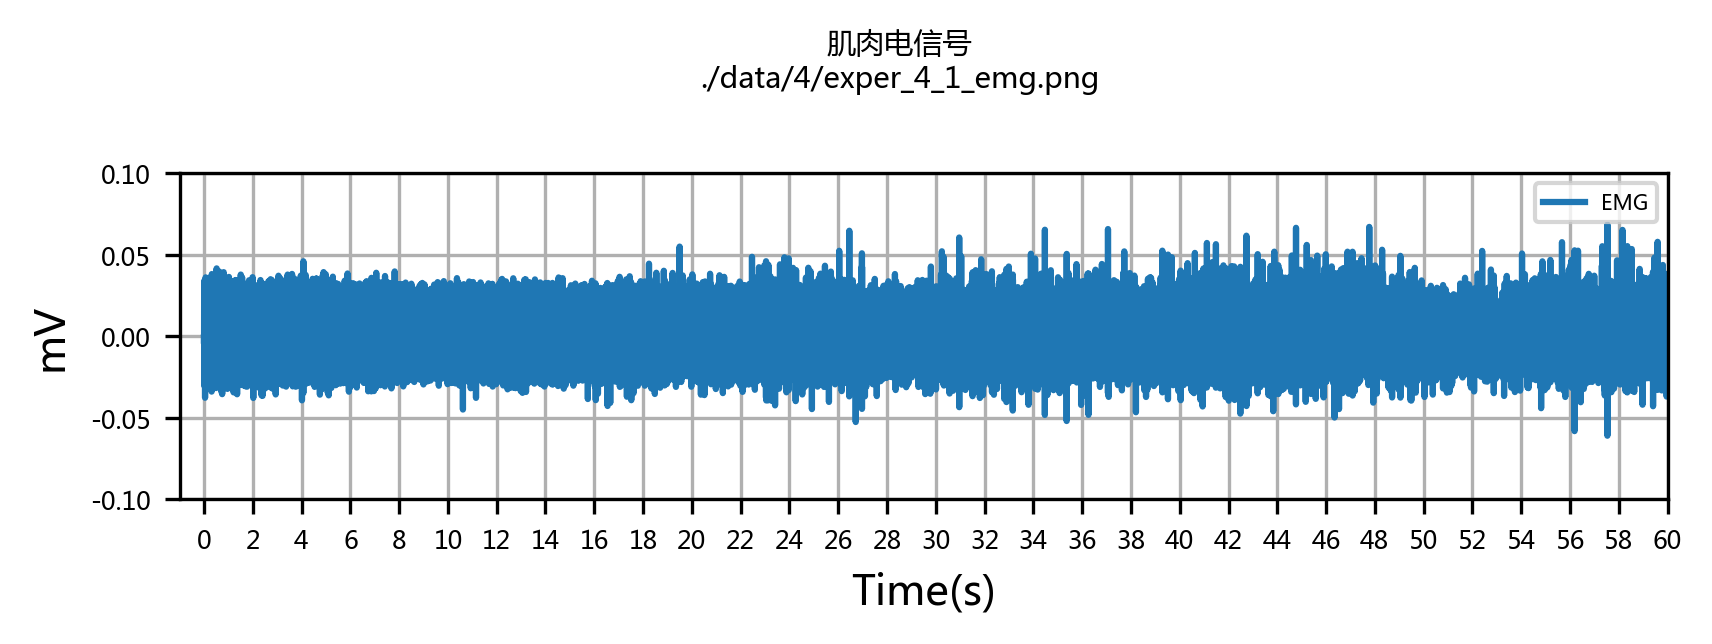 肌肉电信号
./data/4/exper_4_1_emg.png
0.10
0.05
0.00
-0.05
-0.10
mV
EMG
0 2 4 6 8 10 12 14 16 18 20 22 24 26 28 30 32 34 36 38 40 42 44 46 48 50 52 54 56 58 60
Time(s)